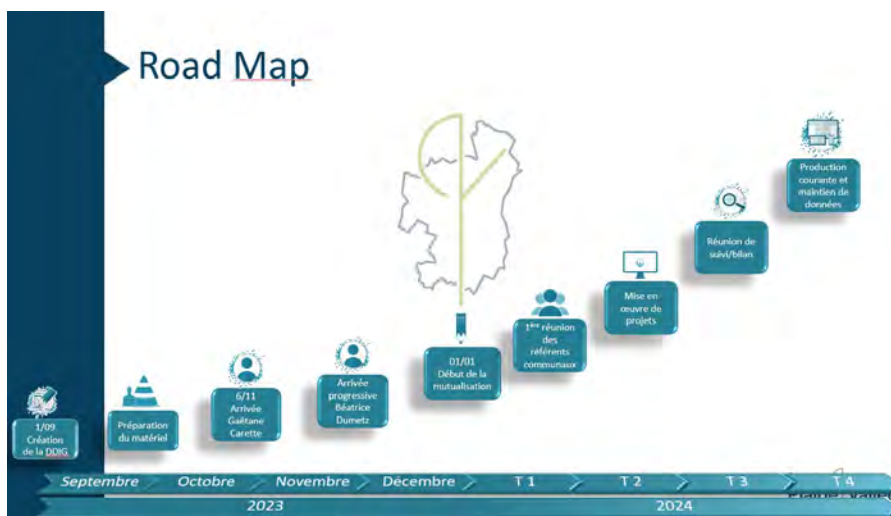 Road Map
1/09
Création
de la DDIG
Préparation
du matériel
6/11
Arrivée
Gaëtane
Carette
Arrivée
progressive
Béatrice
Dumetz
01/01
Début de la
mutualisation
1ère réunion
des
référents
communaux
Mise en
œuvre de
projets
Réunion de
suivi/bilan
Production
courante et
maintien de
données
Septembre
Octobre
Novembre
Décembre
T 1
T 2
T 3
T 4
2023
2024